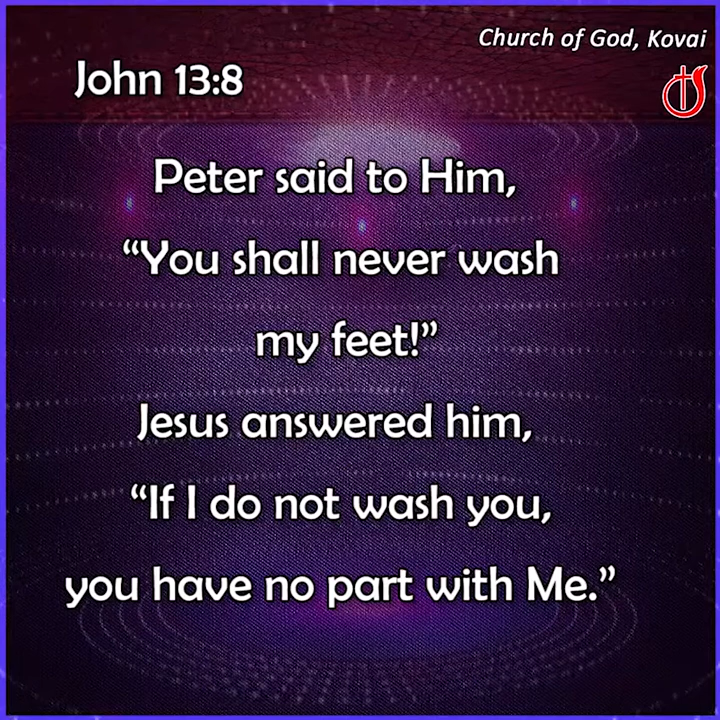 Church of God, Kovai
John 13:8
Peter said to Him,
“You shall never wash
my feet!”
Jesus answered him,
“If I do not wash you,
you have no part with Me.”